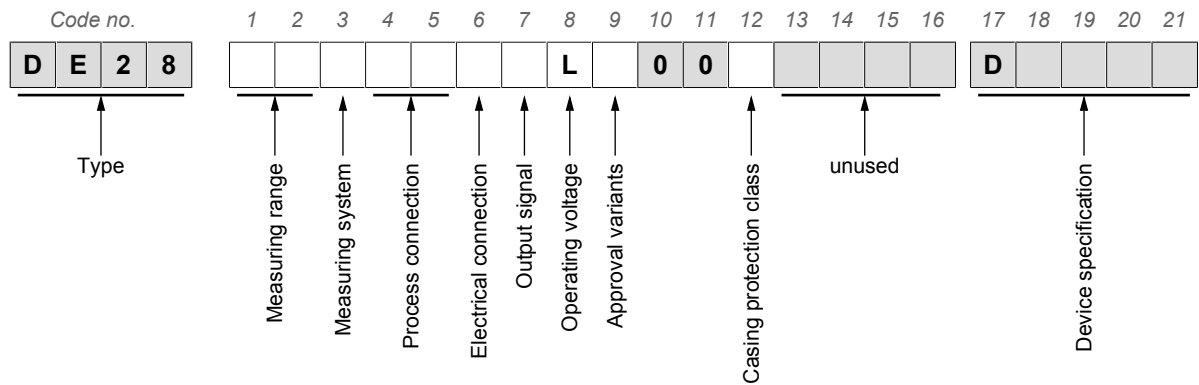 Code no. 1 2 3 4 5 6 7 8 9 10 11 12 13 14 15 16 17 18 19 20 21
D E 2 8 L 0 0 D
Type
Measuring range
Measuring system
Process connection
Electrical connection
Output signal
Operating voltage
Approval variants
Casing protection class
unused
Device specification